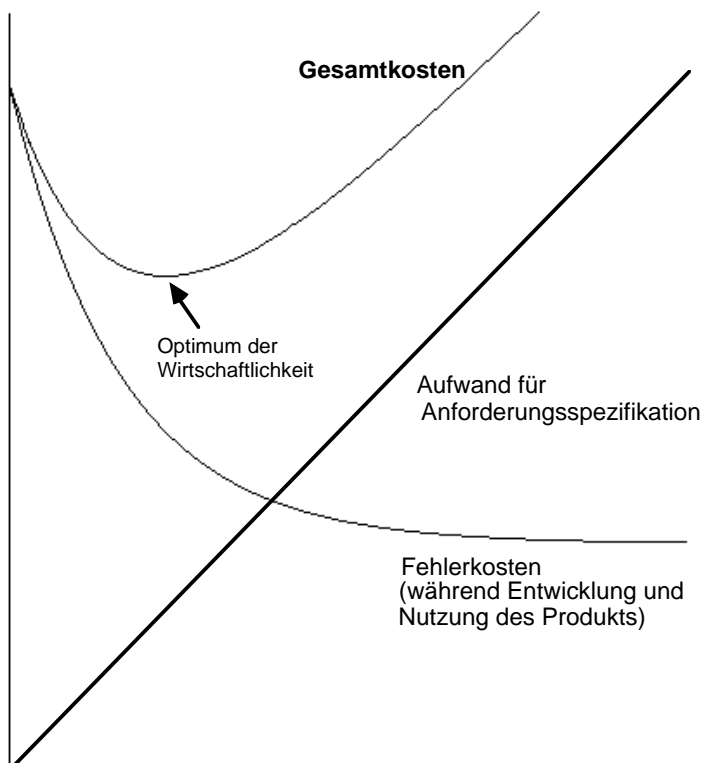 Gesamtkosten
Optimum der
Wirtschaftlichkeit
Aufwand für
Anforderungsspezifikation
Fehlerkosten
(während Entwicklung und
Nutzung des Produkts)